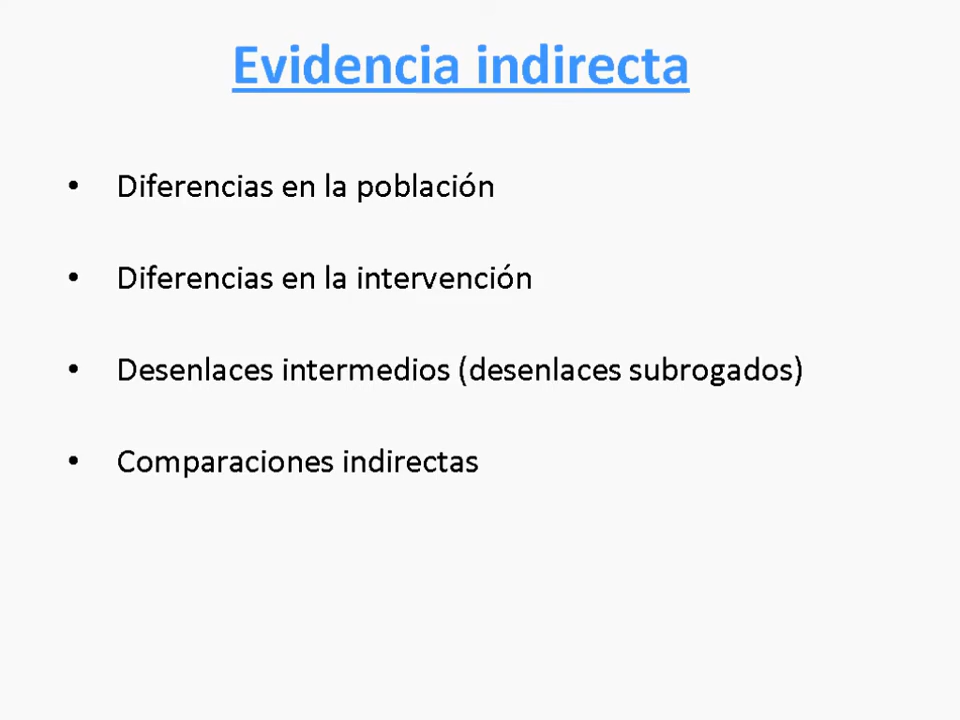 Evidencia indirecta
• Diferencias en la población
• Diferencias en la intervención
• Desenlaces intermedios (desenlaces subrogados)
• Comparaciones indirectas